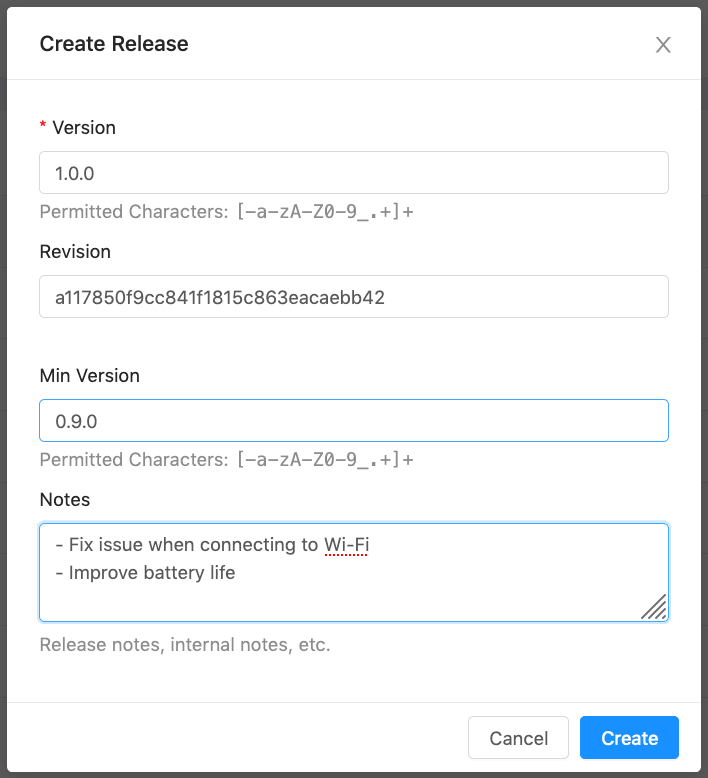 Create Release
* Version
1.0.0
Permitted Characters: [-a-zA-Z0-9_.+]+
Revision
a117850f9cc841f1815c863eacaebb42
Min Version
0.9.0
Permitted Characters: [-a-zA-Z0-9_.+]+
Notes
- Fix issue when connecting to Wi-Fi
- Improve battery life
Release notes, internal notes, etc.
Cancel Create